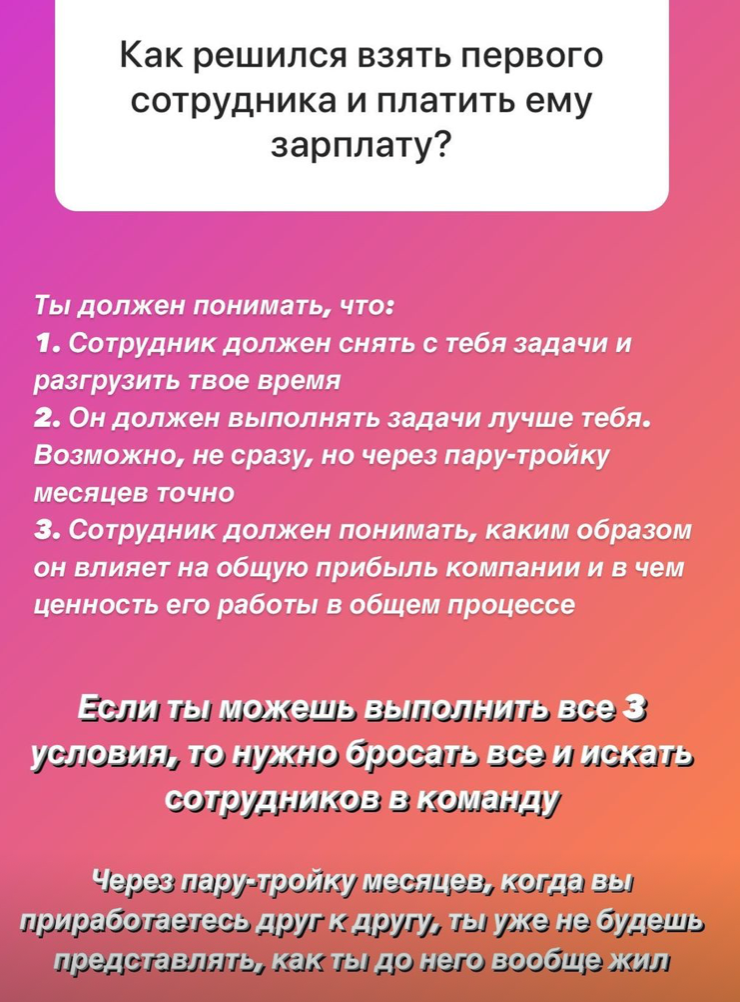 Как решился взять первого
сотрудника и платить ему
зарплату?
Ты должен понимать, что:
1. Сотрудник должен снять с тебя задачи и
разгрузить твое время
2. Он должен выполнять задачи лучше тебя.
Возможно, не сразу, но через пару-тройку
месяцев точно
3. Сотрудник должен понимать, каким образом
он влияет на общую прибыль компании и в чем
ценность его работы в общем процессе
Если ты можешь выполнить все 3
условия, то нужно бросать все и искать
сотрудников в команду
Через пару-тройку месяцев, когда вы
приработаетесь друг к другу, ты уже не будешь
представлять, как ты до него вообще жил